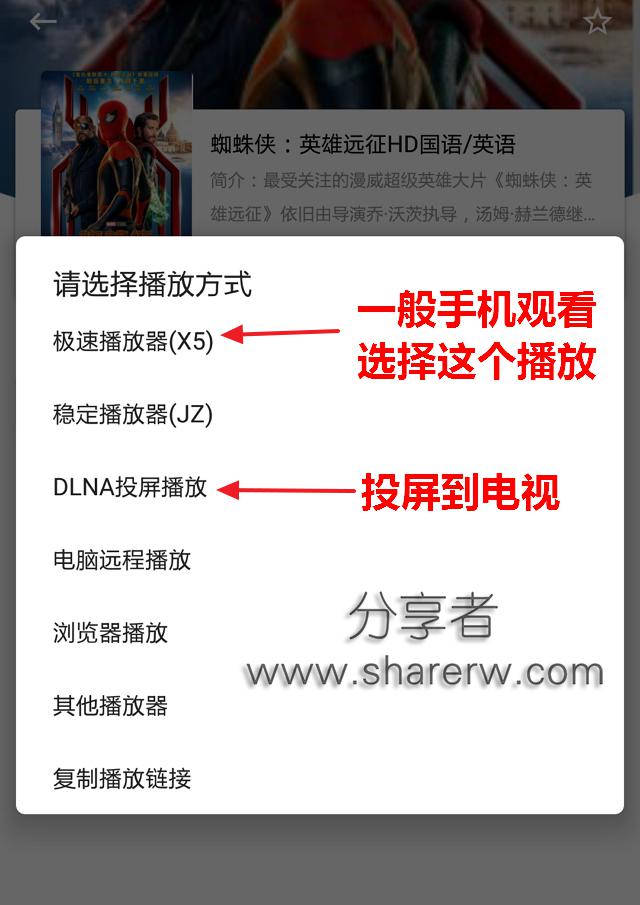 蜘蛛侠：英雄远征HD国语/英语
简介：最受关注的漫威超级英雄大片《蜘蛛侠：英
雄远征》依旧由导演乔·沃茨执导，汤姆·赫兰德继...
请选择播放方式
一般手机观看
选择这个播放
极速播放器(X5)
稳定播放器(JZ)
DLNA投屏播放
投屏到电视
电脑远程播放
浏览器播放
分享者
www.sharerw.com
其他播放器
复制播放链接